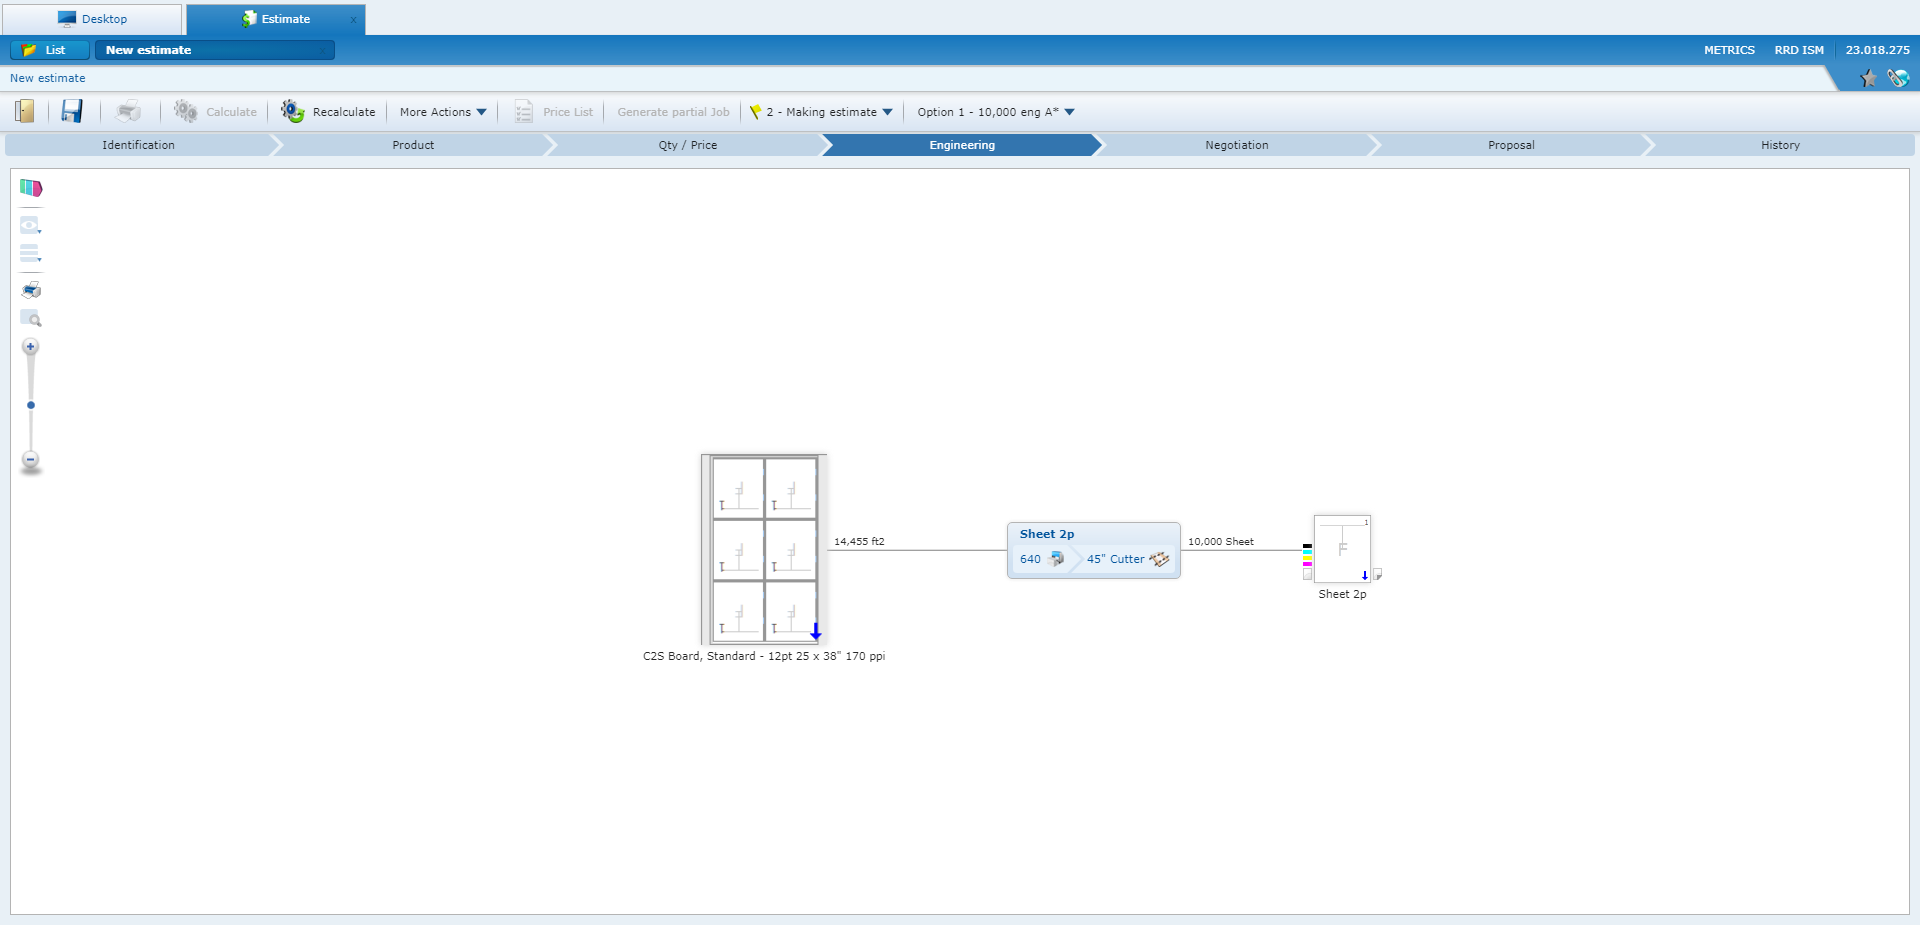 Desktop
Estimate x
List
New estimate
METRICS RRD ISM 23.018.275
New estimate
Calculate
Recalculate
More Actions
Price List
Generate partial Job
2 - Making estimate
Option 1 - 10,000 eng A*
Identification
Product
Qty / Price
Engineering
Negotiation
Proposal
History
14,455 ft2
Sheet 2p
640
45" Cutter
10,000 Sheet
1
F
Sheet 2p
C2S Board, Standard - 12pt 25 x 38" 170 ppi